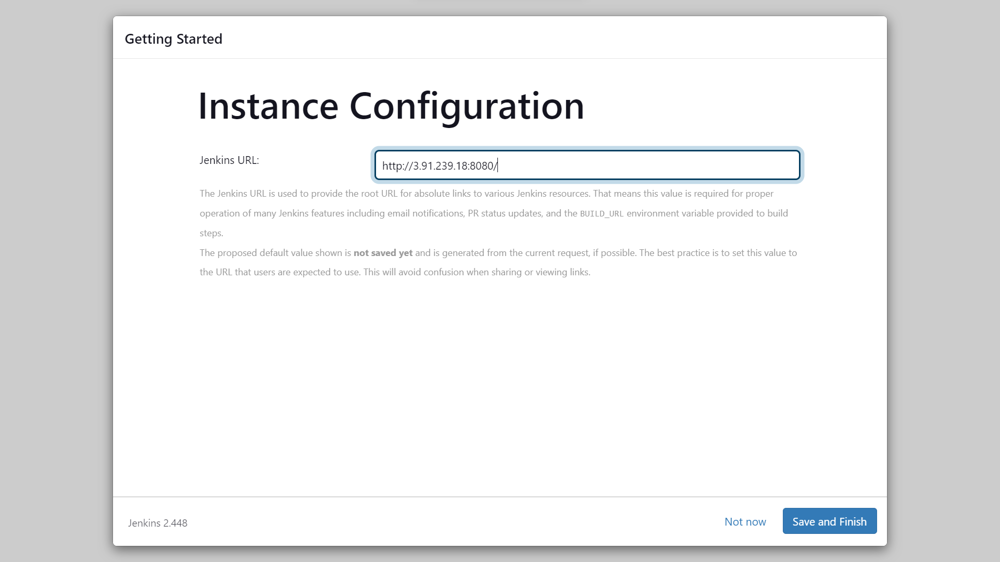 Getting Started
Instance Configuration
Jenkins URL:
http://3.91.239.18:8080/
The Jenkins URL is used to provide the root URL for absolute links to various Jenkins resources. That means this value is required for proper
operation of many Jenkins features including email notifications, PR status updates, and the BUILD_URL environment variable provided to build
steps.
The proposed default value shown is not saved yet and is generated from the current request, if possible. The best practice is to set this value to
the URL that users are expected to use. This will avoid confusion when sharing or viewing links.
Jenkins 2.448
Not now
Save and Finish